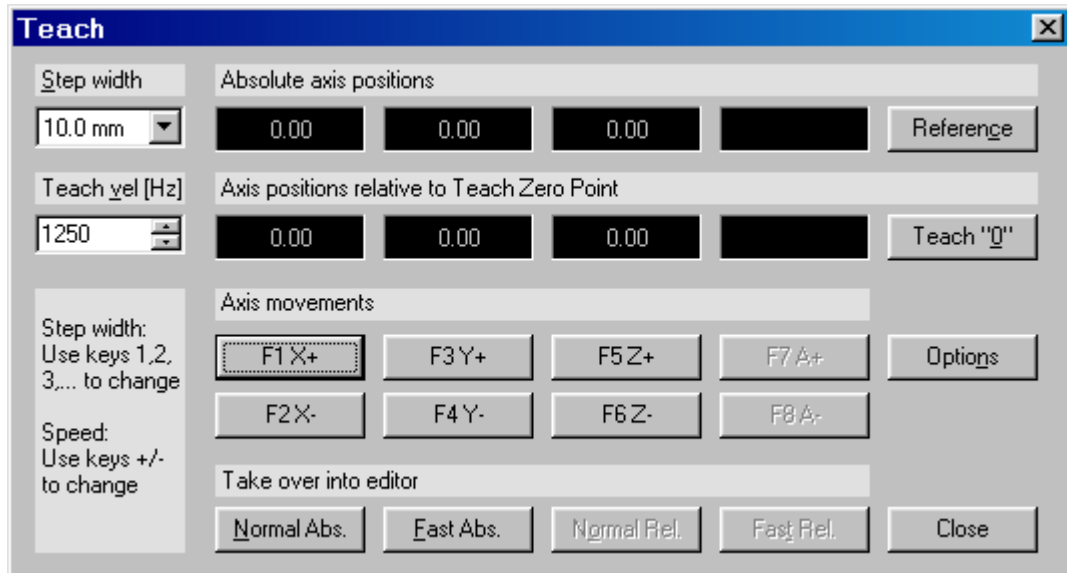 Teach
Step width
Absolute axis positions
10.0 mm
0.00 0.00 0.00
Reference
Teach vel [Hz]
Axis positions relative to Teach Zero Point
1250
0.00 0.00 0.00
Teach "0"
Step width:
Use keys 1,2,
3,... to change
Speed:
Use keys +/-
to change
Axis movements
F1 X+ F3 Y+ F5 Z+ F7 A+
Options
F2 X- F4 Y- F6 Z- F8 A-
Take over into editor
Normal Abs. Fast Abs. Normal Rel. Fast Rel.
Close